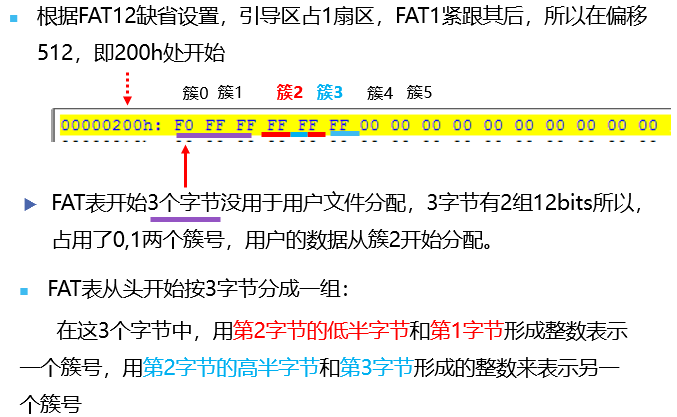 根据FAT12缺省设置，引导区占1扇区，FAT1紧跟其后，所以在偏移
512，即200h处开始
簇0 簇1 簇2 簇3 簇4 簇5
00000200h: F0 FF FF FF FF FF 00 00 00 00 00 00 00 00 00 00
FAT表开始3个字节没用于用户文件分配，3字节有2组12bits所以，
占用了0,1两个簇号，用户的数据从簇2开始分配。
FAT表从头开始按3字节分成一组：
在这3个字节中，用第2字节的低半字节和第1字节形成整数表示
一个簇号，用第2字节的高半字节和第3字节形成的整数来表示另一
个簇号